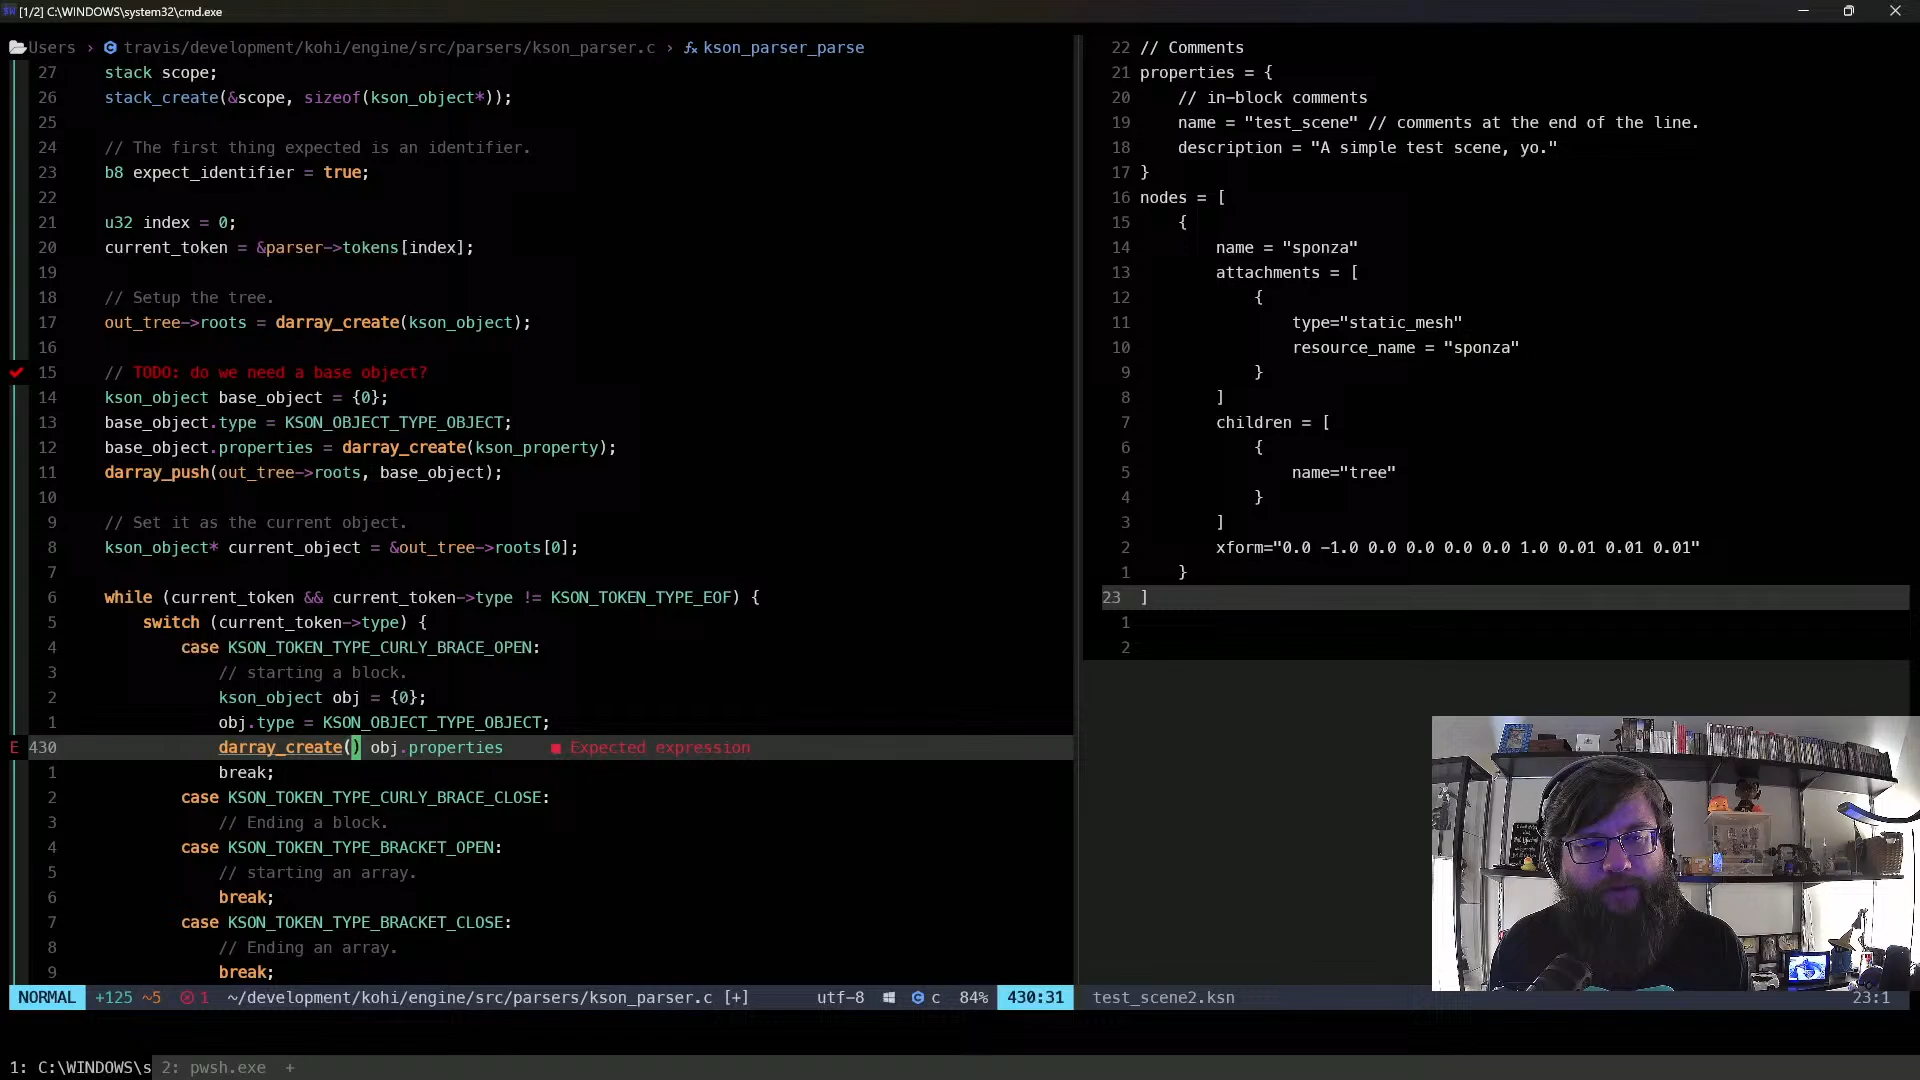 [1/2] C:\WINDOWS\system32\cmd.exe
Users › travis/development/kohi/engine/src/parsers/kson_parser.c › fx kson_parser_parse
27 stack scope;
26 stack_create(&scope, sizeof(kson_object*));
25
24 // The first thing expected is an identifier.
23 b8 expect_identifier = true;
22
21 u32 index = 0;
20 current_token = &parser->tokens[index];
19
18 // Setup the tree.
17 out_tree->roots = darray_create(kson_object);
16
15 // TODO: do we need a base object?
14 kson_object base_object = {0};
13 base_object.type = KSON_OBJECT_TYPE_OBJECT;
12 base_object.properties = darray_create(kson_property);
11 darray_push(out_tree->roots, base_object);
10
9 // Set it as the current object.
8 kson_object* current_object = &out_tree->roots[0];
7
6 while (current_token && current_token->type != KSON_TOKEN_TYPE_EOF) {
5 switch (current_token->type) {
4 case KSON_TOKEN_TYPE_CURLY_BRACE_OPEN:
3 // starting a block.
2 kson_object obj = {0};
1 obj.type = KSON_OBJECT_TYPE_OBJECT;
E 430 darray_create() obj.properties ■ Expected expression
1 break;
2 case KSON_TOKEN_TYPE_CURLY_BRACE_CLOSE:
3 // Ending a block.
4 case KSON_TOKEN_TYPE_BRACKET_OPEN:
5 // starting an array.
6 break;
7 case KSON_TOKEN_TYPE_BRACKET_CLOSE:
8 // Ending an array.
9 break;
NORMAL +125 ~5 1 ~/development/kohi/engine/src/parsers/kson_parser.c [+] utf-8 c 84% 430:31
22 // Comments
21 properties = {
20 // in-block comments
19 name = "test_scene" // comments at the end of the line.
18 description = "A simple test scene, yo."
17 }
16 nodes = [
15 {
14 name = "sponza"
13 attachments = [
12 {
11 type="static_mesh"
10 resource_name = "sponza"
9 }
8 ]
7 children = [
6 {
5 name="tree"
4 }
3 ]
2 xform="0.0 -1.0 0.0 0.0 0.0 0.0 1.0 0.01 0.01 0.01"
1 }
23 ]
1
2
test_scene2.ksn 23:1
1: C:\WINDOWS\s 2: pwsh.exe +